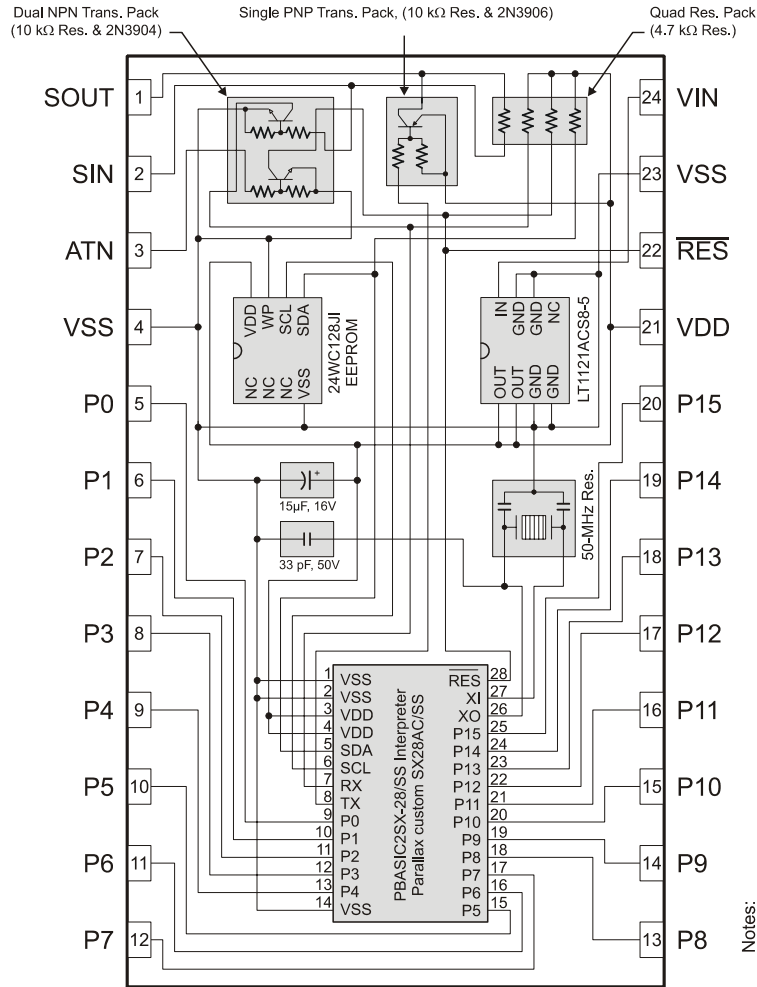 Dual NPN Trans. Pack
(10 kΩ Res. & 2N3904)
Single PNP Trans. Pack, (10 kΩ Res. & 2N3906)
Quad Res. Pack
(4.7 kΩ Res.)
SOUT 1
SIN 2
ATN 3
VSS 4
P0 5
P1 6
P2 7
P3 8
P4 9
P5 10
P6 11
P7 12
24 VIN
23 VSS
22 RES
21 VDD
20 P15
19 P14
18 P13
17 P12
16 P11
15 P10
14 P9
13 P8
VDD
WP
SCL
SDA
NC
NC
NC
VSS
24WC128JI
EEPROM
IN
GND
GND
NC
OUT
OUT
GND
GND
LT1121ACS8-5
+
15µF, 16V
33 pF, 50V
50-MHz Res.
1 VSS
2 VSS
3 VDD
4 VDD
5 SDA
6 SCL
7 RX
8 TX
9 P0
10 P1
11 P2
12 P3
13 P4
14 VSS
PBASIC2SX-28/SS Interpreter
Parallax custom SX28AC/SS
RES 28
XI 27
XO 26
P15 25
P14 24
P13 23
P12 22
P11 21
P10 20
P9 19
P8 18
P7 17
P6 16
P5 15
Notes: